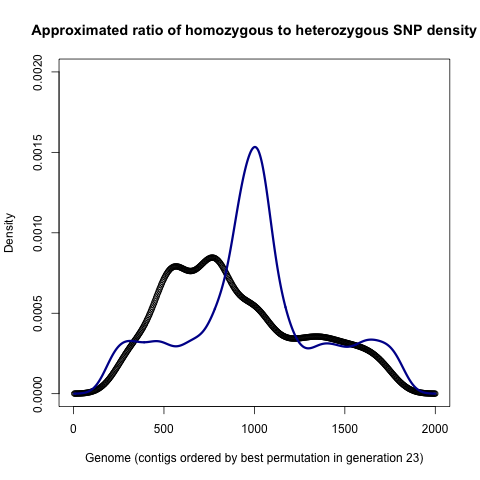 Approximated ratio of homozygous to heterozygous SNP density
0.0020
0.0015
0.0010
0.0005
0.0000
Density
0 500 1000 1500 2000
Genome (contigs ordered by best permutation in generation 23)